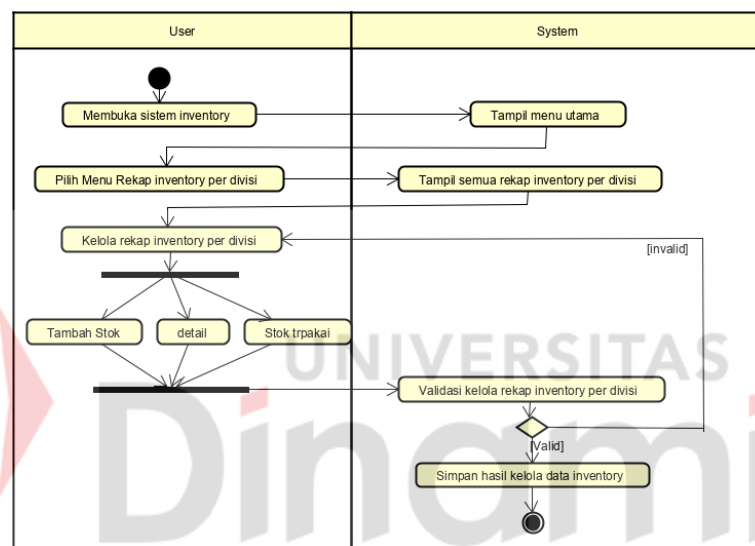 User
System
Membuka sistem inventory
Tampil menu utama
Pilih Menu Rekap inventory per divisi
Tampil semua rekap inventory per divisi
Kelola rekap inventory per divisi
[invalid]
Tambah Stok
detail
Stok trpakai
UNIVERSITAS
Validasi kelola rekap inventory per divisi
Dinami
[Valid]
Simpan hasil kelola data inventory